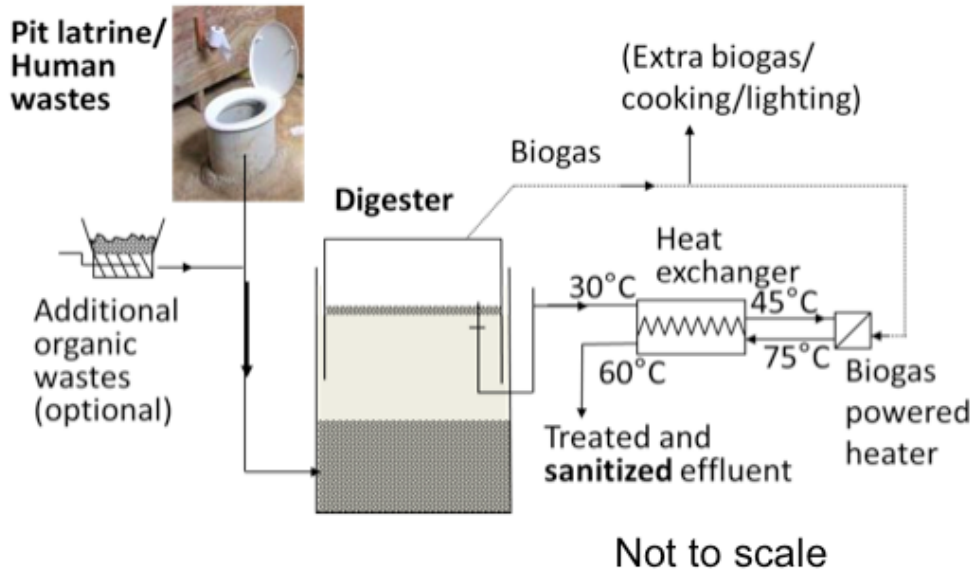 Pit latrine/
Human
wastes
(Extra biogas/
cooking/lighting)
Biogas
Digester
Heat
exchanger
30°C
45°C
Additional
organic
wastes
(optional)
60°C
75°C
Biogas
powered
heater
Treated and
sanitized effluent
Not to scale